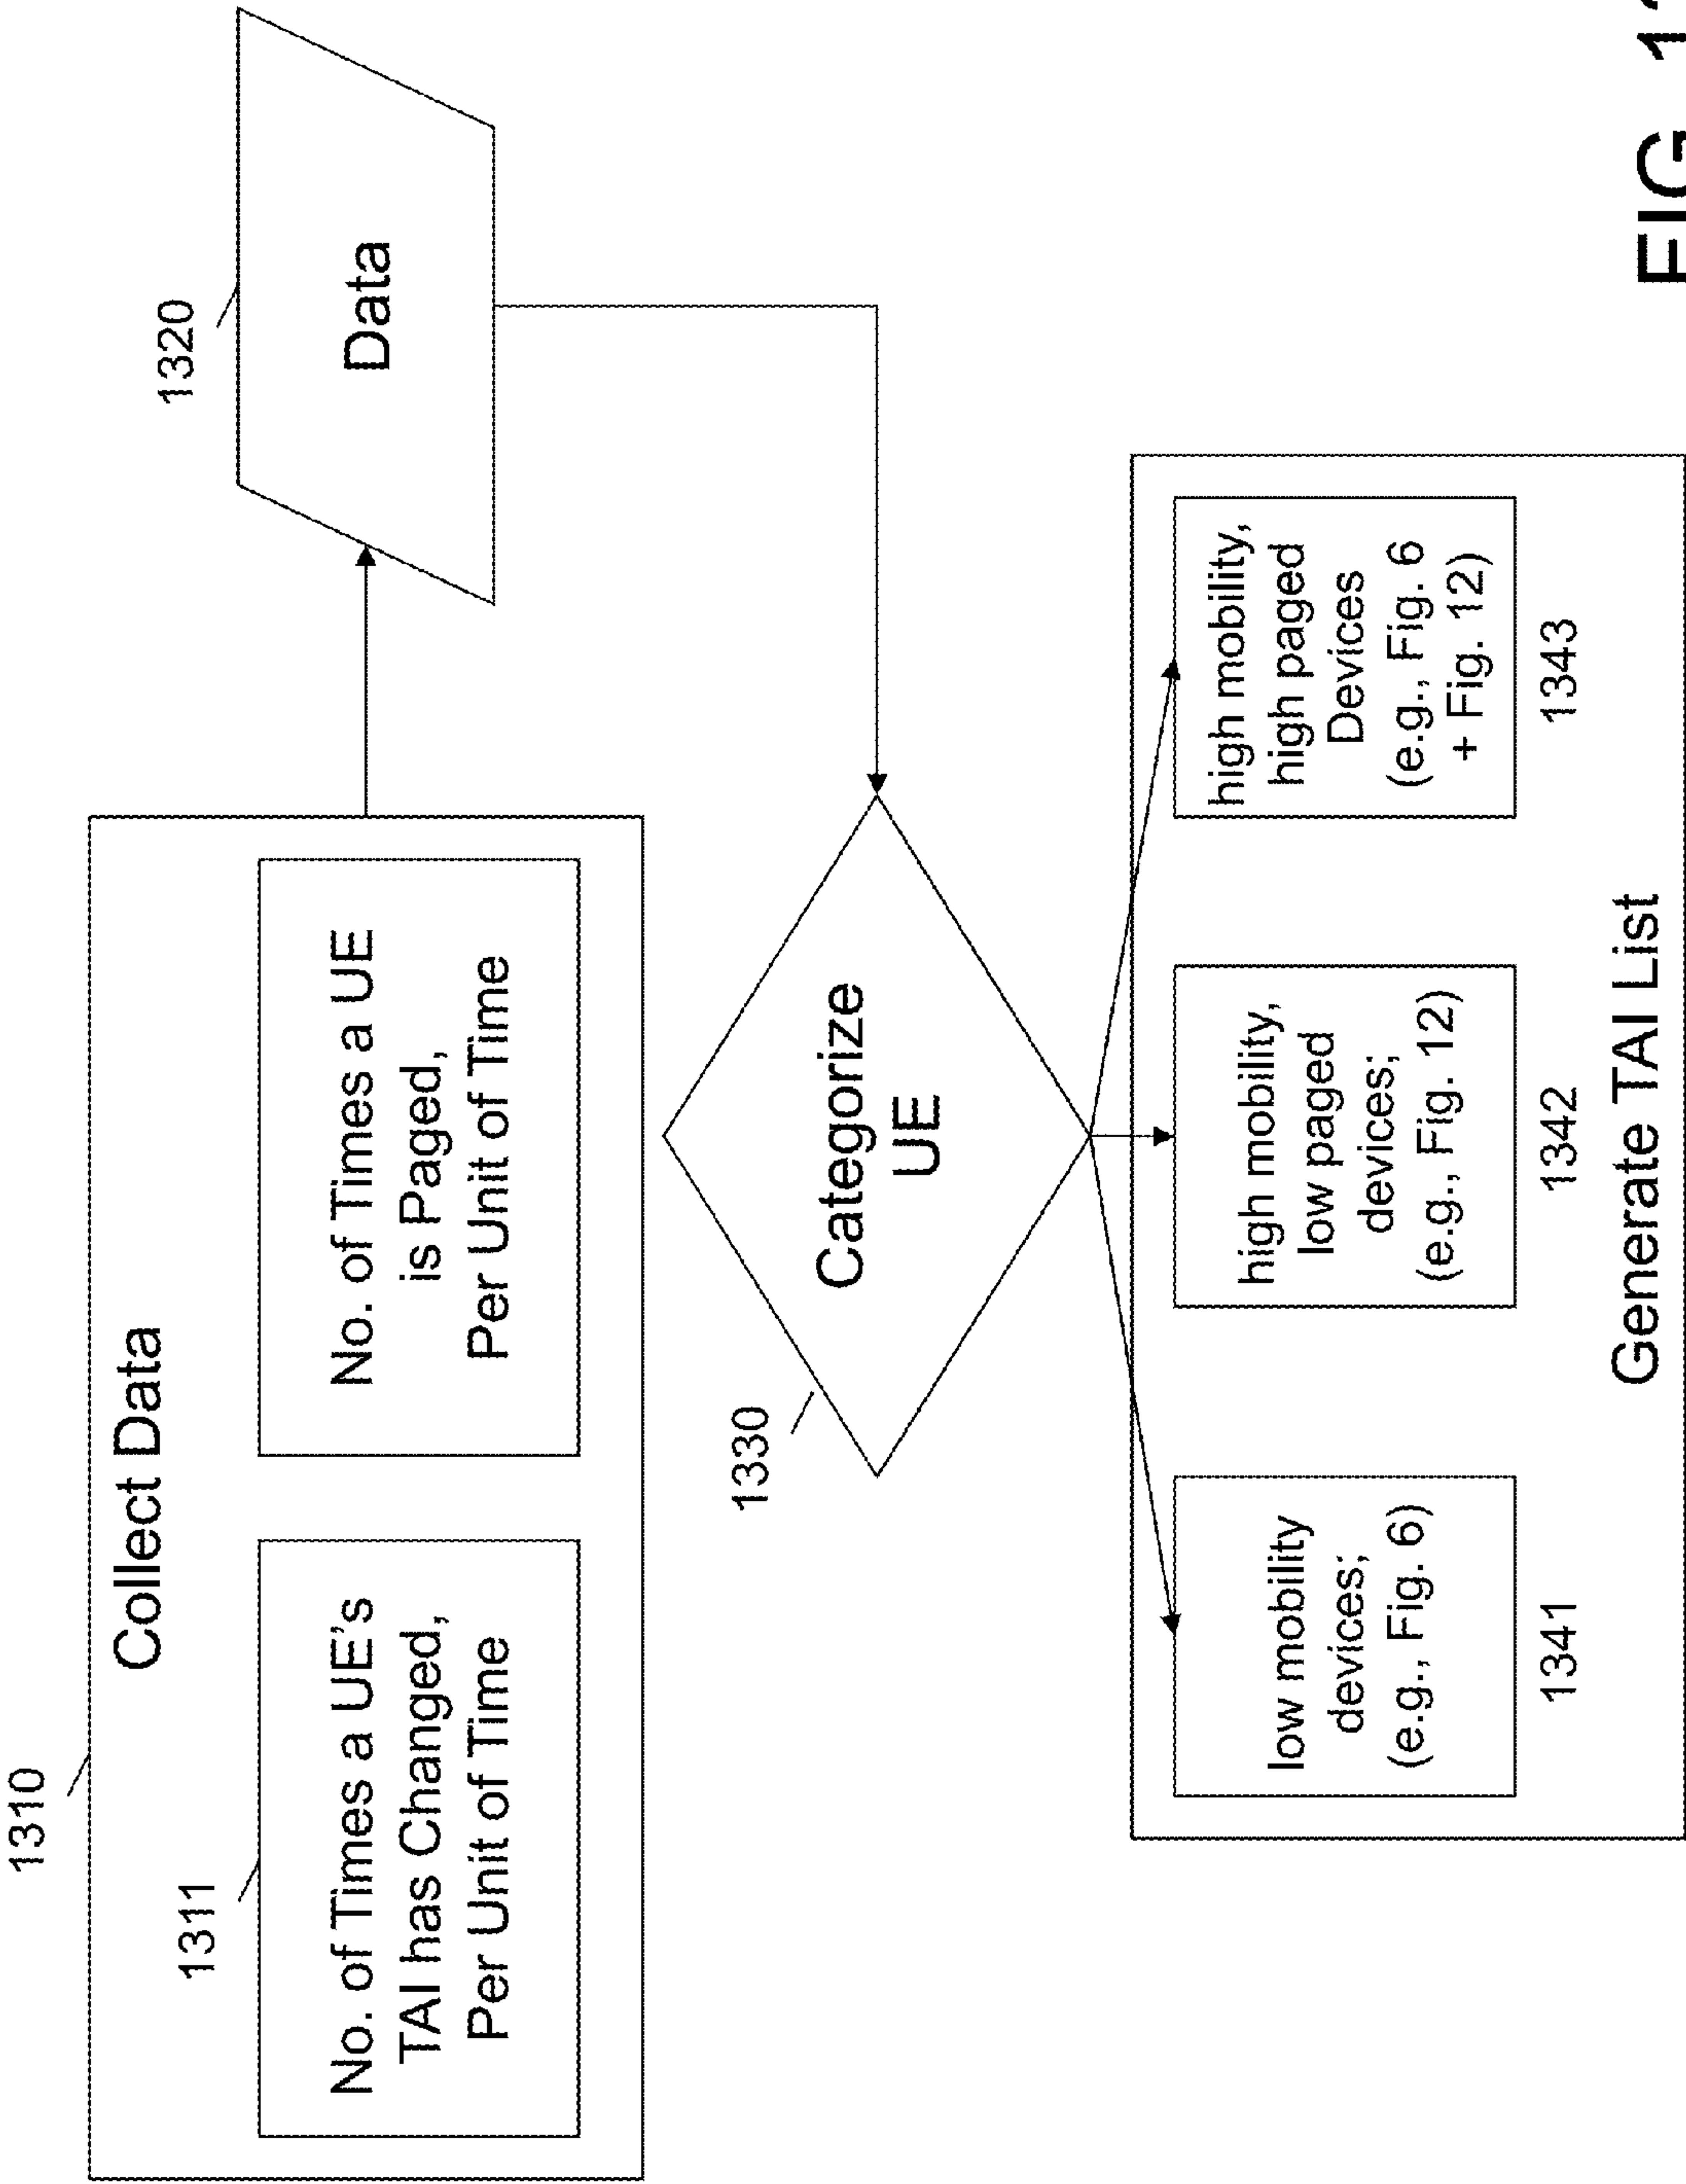 1310
Collect Data
1311
No. of Times a UE's
TAI has Changed,
Per Unit of Time
No. of Times a UE
is Paged,
Per Unit of Time
1320
Data
1330
Categorize
UE
low mobility
devices;
(e.g., Fig. 6)
1341
high mobility,
low paged
devices;
(e.g., Fig. 12)
1342
high mobility,
high paged
Devices
(e.g., Fig. 6
+ Fig. 12)
1343
Generate TAI List
FIG.